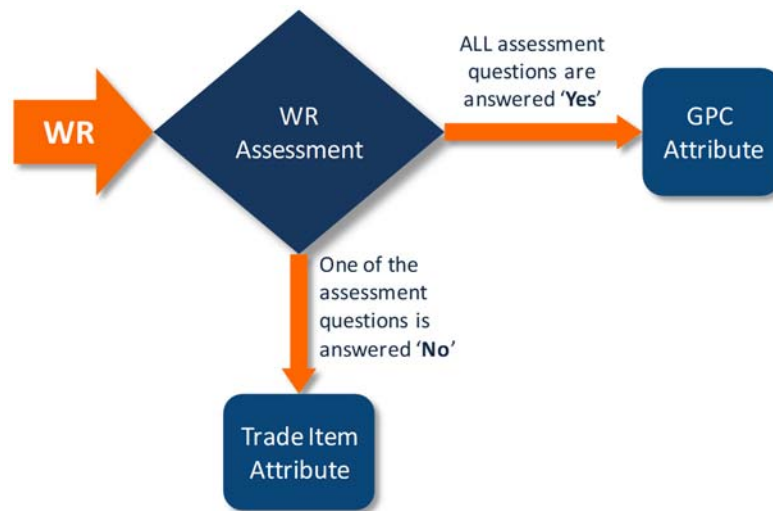 WR
WR
Assessment
ALL assessment
questions are
answered ‘Yes’
GPC
Attribute
One of the
assessment
questions is
answered ‘No’
Trade Item
Attribute